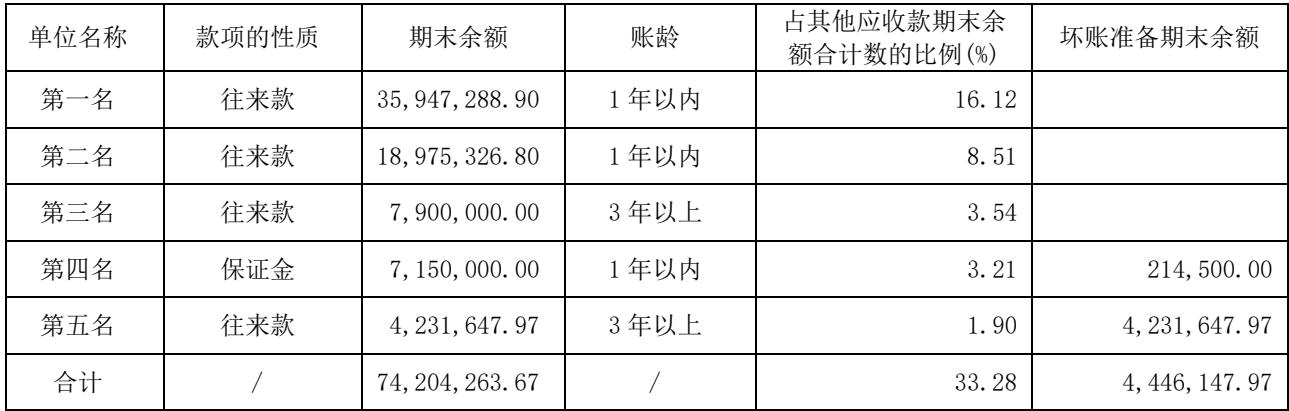 单位名称 款项的性质 期末余额 账龄 占其他应收款期末余
额合计数的比例(%) 坏账准备期末余额
第一名 往来款 35,947,288.90 1年以内 16.12
第二名 往来款 18,975,326.80 1年以内 8.51
第三名 往来款 7,900,000.00 3年以上 3.54
第四名 保证金 7,150,000.00 1年以内 3.21 214,500.00
第五名 往来款 4,231,647.97 3年以上 1.90 4,231,647.97
合计 / 74,204,263.67 / 33.28 4,446,147.97